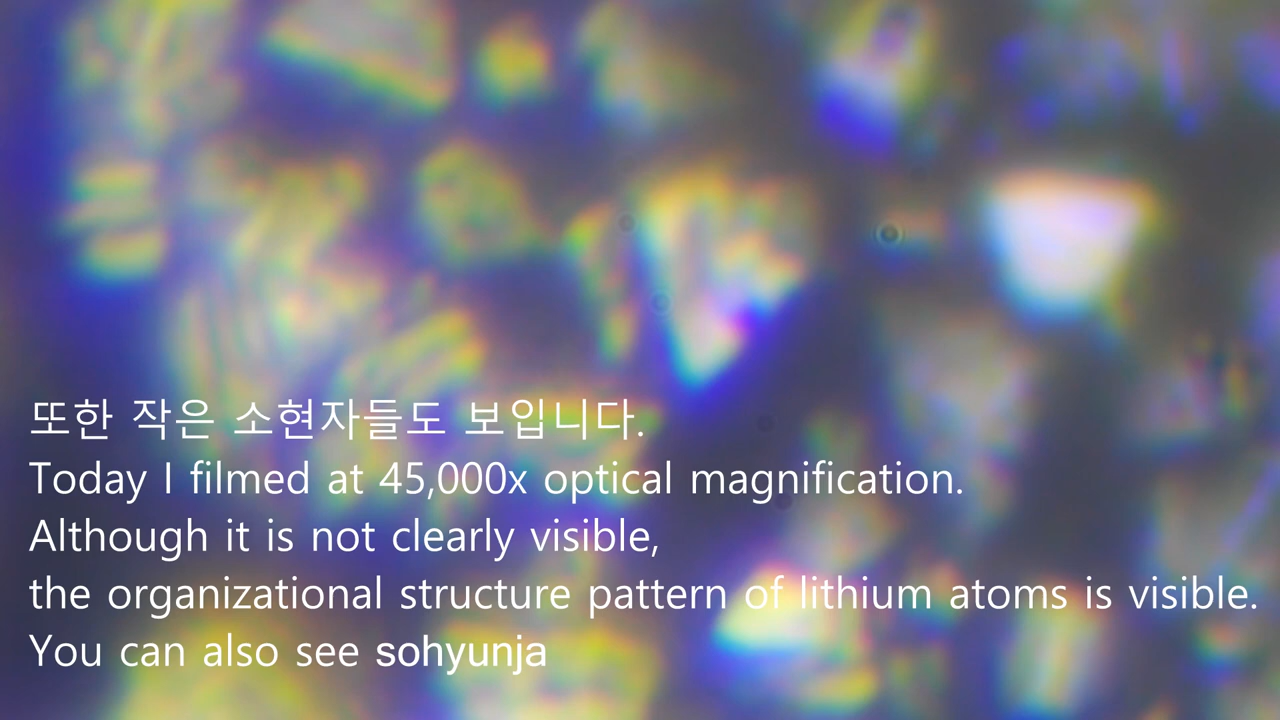 또한 작은 소현자들도 보입니다.
Today I filmed at 45,000x optical magnification.
Although it is not clearly visible,
the organizational structure pattern of lithium atoms is visible.
You can also see sohyunja